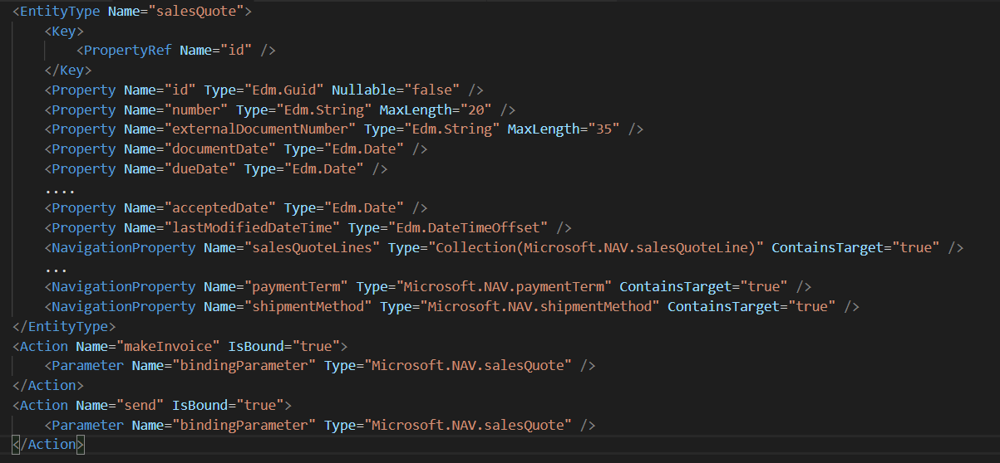 <EntityType Name="salesQuote">
<Key>
<PropertyRef Name="id" />
</Key>
<Property Name="id" Type="Edm.Guid" Nullable="false" />
<Property Name="number" Type="Edm.String" MaxLength="20" />
<Property Name="externalDocumentNumber" Type="Edm.String" MaxLength="35" />
<Property Name="documentDate" Type="Edm.Date" />
<Property Name="dueDate" Type="Edm.Date" />
....
<Property Name="acceptedDate" Type="Edm.Date" />
<Property Name="lastModifiedDateTime" Type="Edm.DateTimeOffset" />
<NavigationProperty Name="salesQuoteLines" Type="Collection(Microsoft.NAV.salesQuoteLine)" ContainsTarget="true" />
...
<NavigationProperty Name="paymentTerm" Type="Microsoft.NAV.paymentTerm" ContainsTarget="true" />
<NavigationProperty Name="shipmentMethod" Type="Microsoft.NAV.shipmentMethod" ContainsTarget="true" />
</EntityType>
<Action Name="makeInvoice" IsBound="true">
<Parameter Name="bindingParameter" Type="Microsoft.NAV.salesQuote" />
</Action>
<Action Name="send" IsBound="true">
<Parameter Name="bindingParameter" Type="Microsoft.NAV.salesQuote" />
</Action>